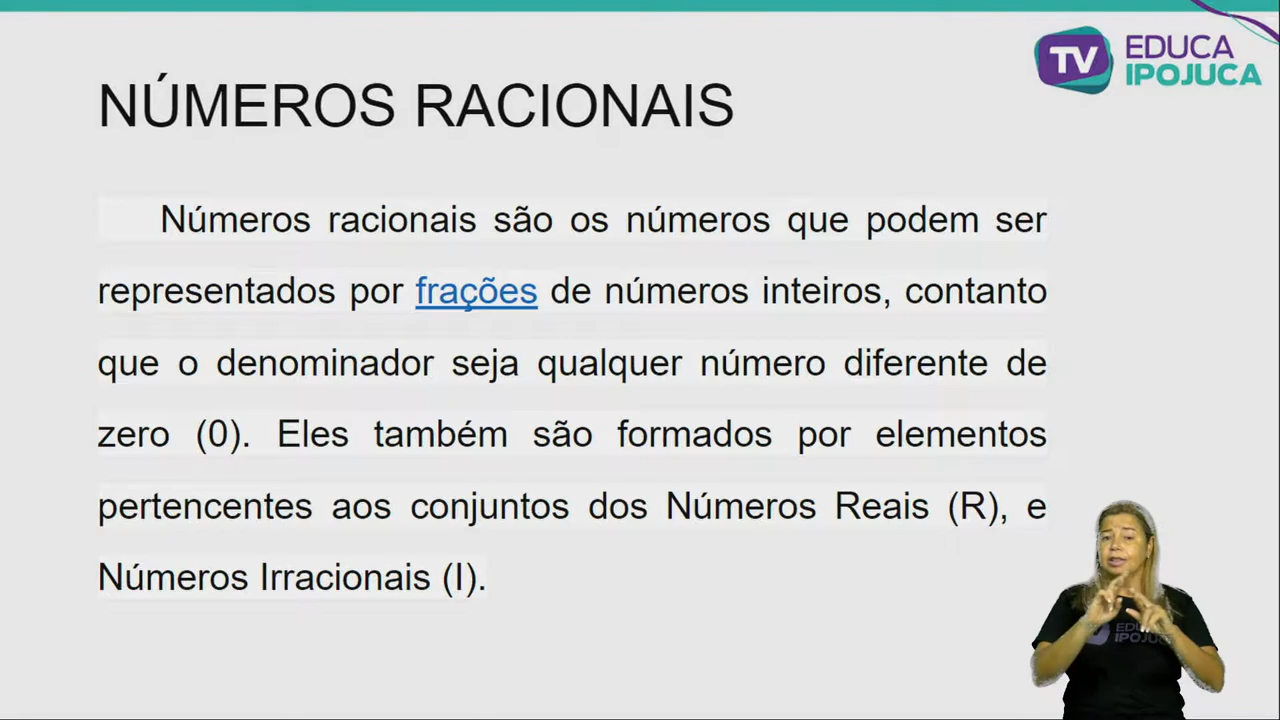 TV EDUCA
IPOJUCA
NÚMEROS RACIONAIS
Números racionais são os números que podem ser
representados por frações de números inteiros, contanto
que o denominador seja qualquer número diferente de
zero (0). Eles também são formados por elementos
pertencentes aos conjuntos dos Números Reais (R), e
Números Irracionais (I).
EDUCA
IPOJUCA